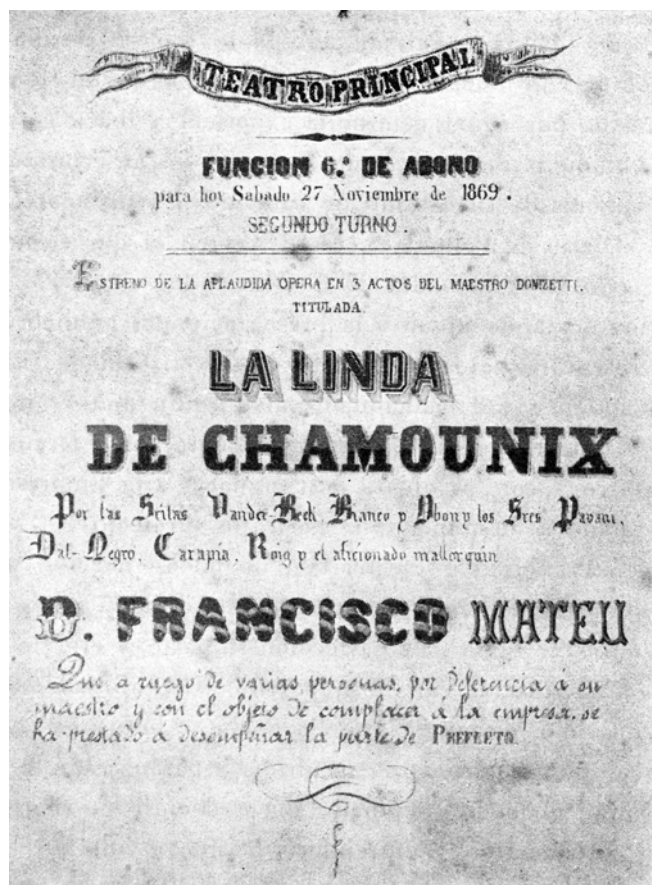 TEATRO PRINCIPAL
FUNCION 6.ª DE ABONO
para hoy Sabado 27 Noviembre de 1869.
SEGUNDO TURNO.
ESTRENO DE LA APLAUDIDA OPERA EN 3 ACTOS DEL MAESTRO DONIZETTI.
TITULADA.
LA LINDA
DE CHAMOUNIX
Por las Sritas Vander-Beck, Bianco y Ybon y los Sres Pavani,
Dal-Negro, Carapia, Roig y el aficionado mallorquin
D. FRANCISCO MATEU
Que a ruego de varias personas, por deferencia á su
maestro y con el objeto de complacer á la empresa, se
ha prestado á desempeñar la parte de PREFECTO.